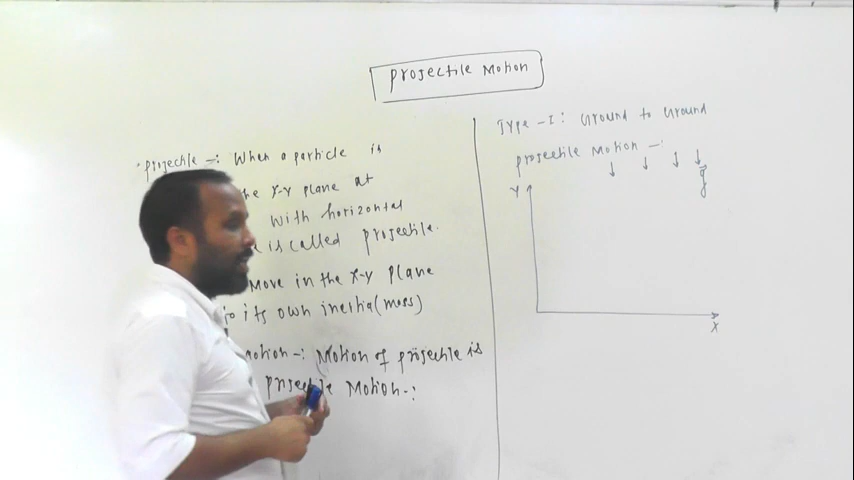 Projectile Motion
projectile -: When a particle is
the X-Y plane at
with horizontal
is called projectile.
Move in the X-Y plane
to its own inertia(mass)
motion -: Motion of projectile is
projectile Motion -:
Type -I: Ground to Ground
projectile Motion -:
g
Y
X